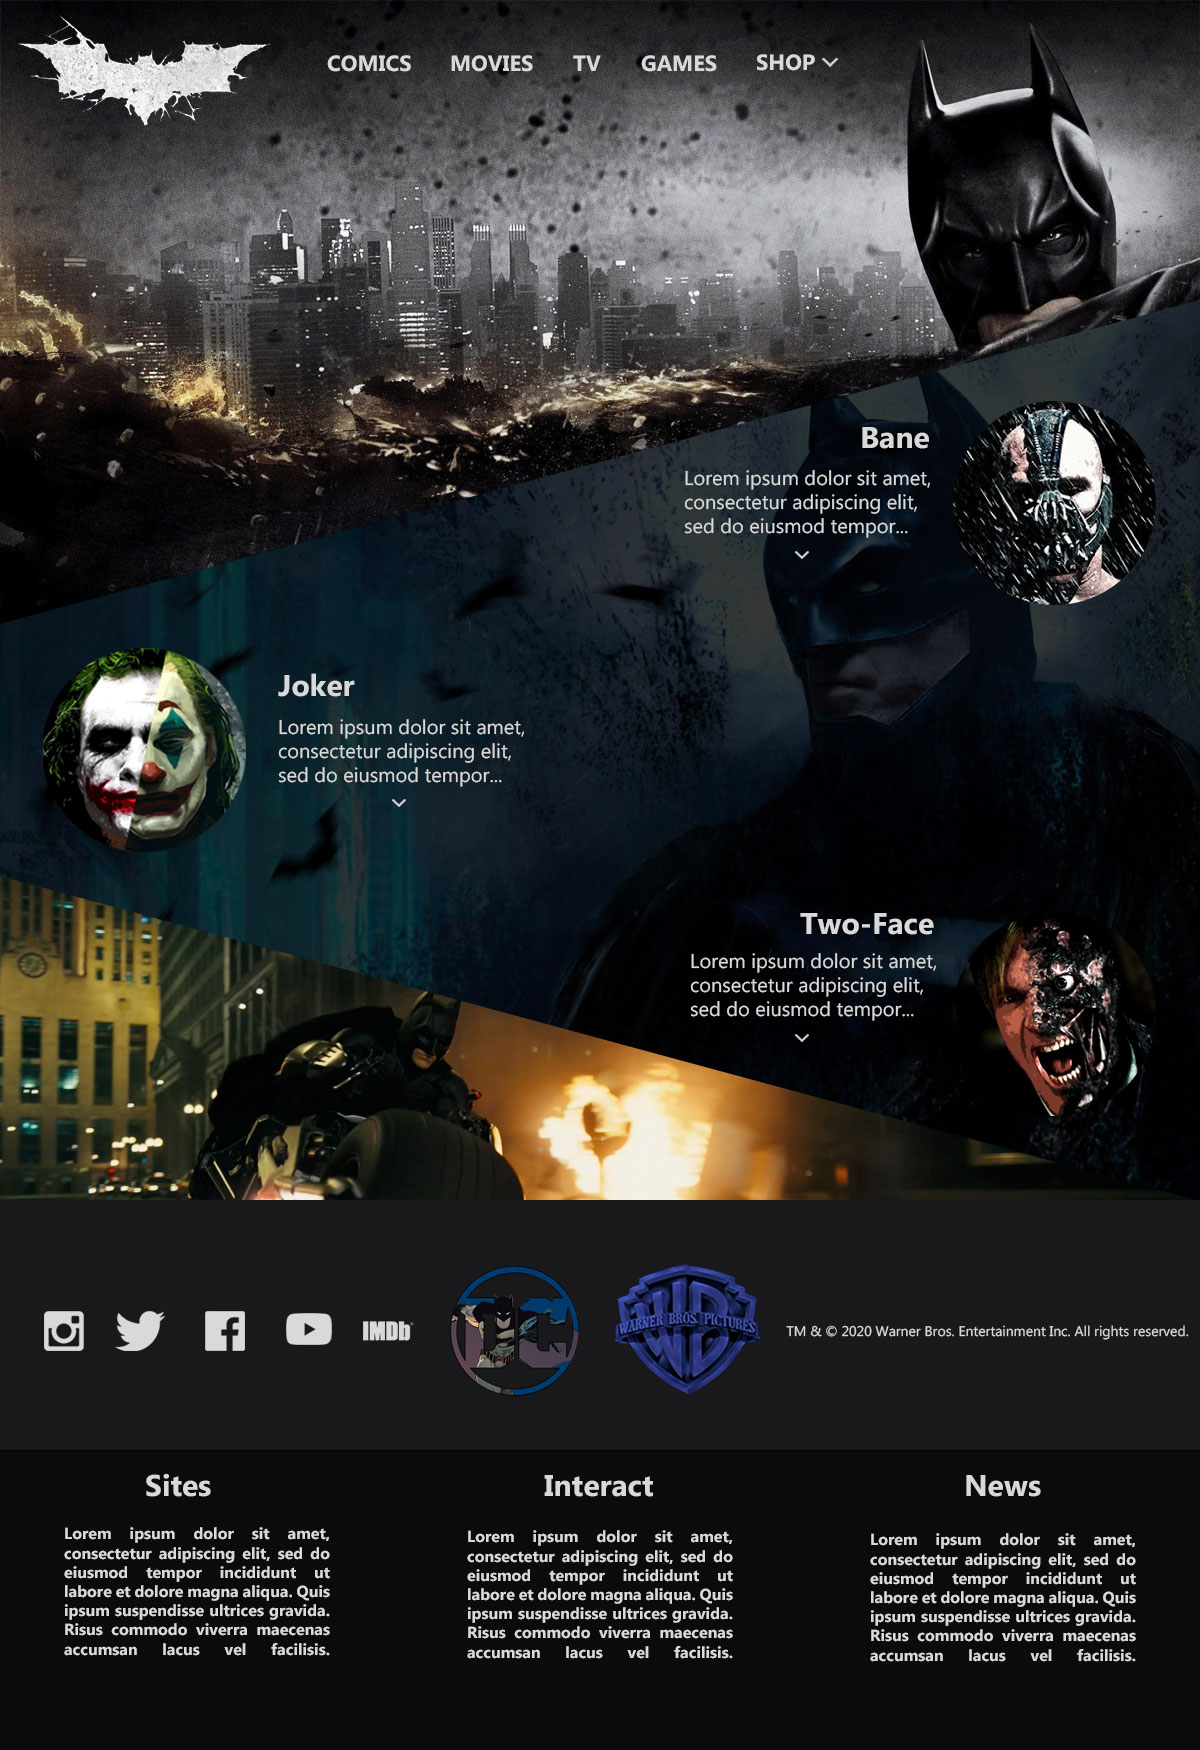 COMICS MOVIES TV GAMES SHOP
Bane
Lorem ipsum dolor sit amet,
consectetur adipiscing elit,
sed do eiusmod tempor...
Joker
Lorem ipsum dolor sit amet,
consectetur adipiscing elit,
sed do eiusmod tempor...
Two-Face
Lorem ipsum dolor sit amet,
consectetur adipiscing elit,
sed do eiusmod tempor...
IMDb
DC
WB
WARNER BROS. PICTURES
TM & © 2020 Warner Bros. Entertainment Inc. All rights reserved.
Sites
Lorem ipsum dolor sit amet,
consectetur adipiscing elit, sed do
eiusmod tempor incididunt ut
labore et dolore magna aliqua. Quis
ipsum suspendisse ultrices gravida.
Risus commodo viverra maecenas
accumsan lacus vel facilisis.
Interact
Lorem ipsum dolor sit amet,
consectetur adipiscing elit, sed do
eiusmod tempor incididunt ut
labore et dolore magna aliqua. Quis
ipsum suspendisse ultrices gravida.
Risus commodo viverra maecenas
accumsan lacus vel facilisis.
News
Lorem ipsum dolor sit amet,
consectetur adipiscing elit, sed do
eiusmod tempor incididunt ut
labore et dolore magna aliqua. Quis
ipsum suspendisse ultrices gravida.
Risus commodo viverra maecenas
accumsan lacus vel facilisis.